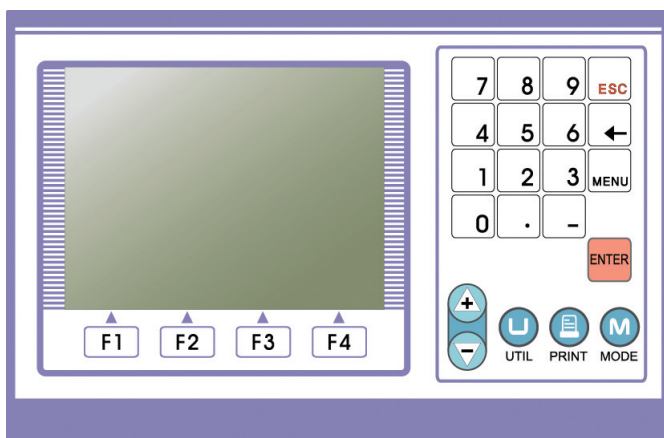 7 8 9 ESC
4 5 6 ←
1 2 3 MENU
0 . –
ENTER
+
–
U
M
UTIL PRINT MODE
F1 F2 F3 F4